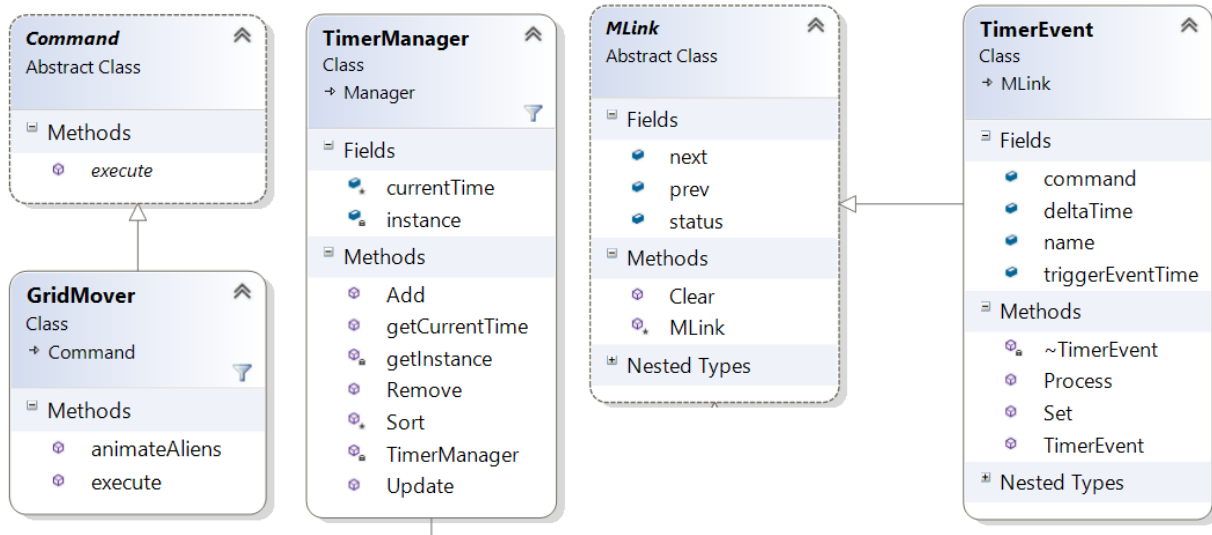 Command
Abstract Class
Methods
execute
GridMover
Class
Command
Methods
animateAliens
execute
TimerManager
Class
Manager
Fields
currentTime
instance
Methods
Add
getCurrentTime
getInstance
Remove
Sort
TimerManager
Update
MLink
Abstract Class
Fields
next
prev
status
Methods
Clear
MLink
Nested Types
TimerEvent
Class
MLink
Fields
command
deltaTime
name
triggerEventTime
Methods
~TimerEvent
Process
Set
TimerEvent
Nested Types